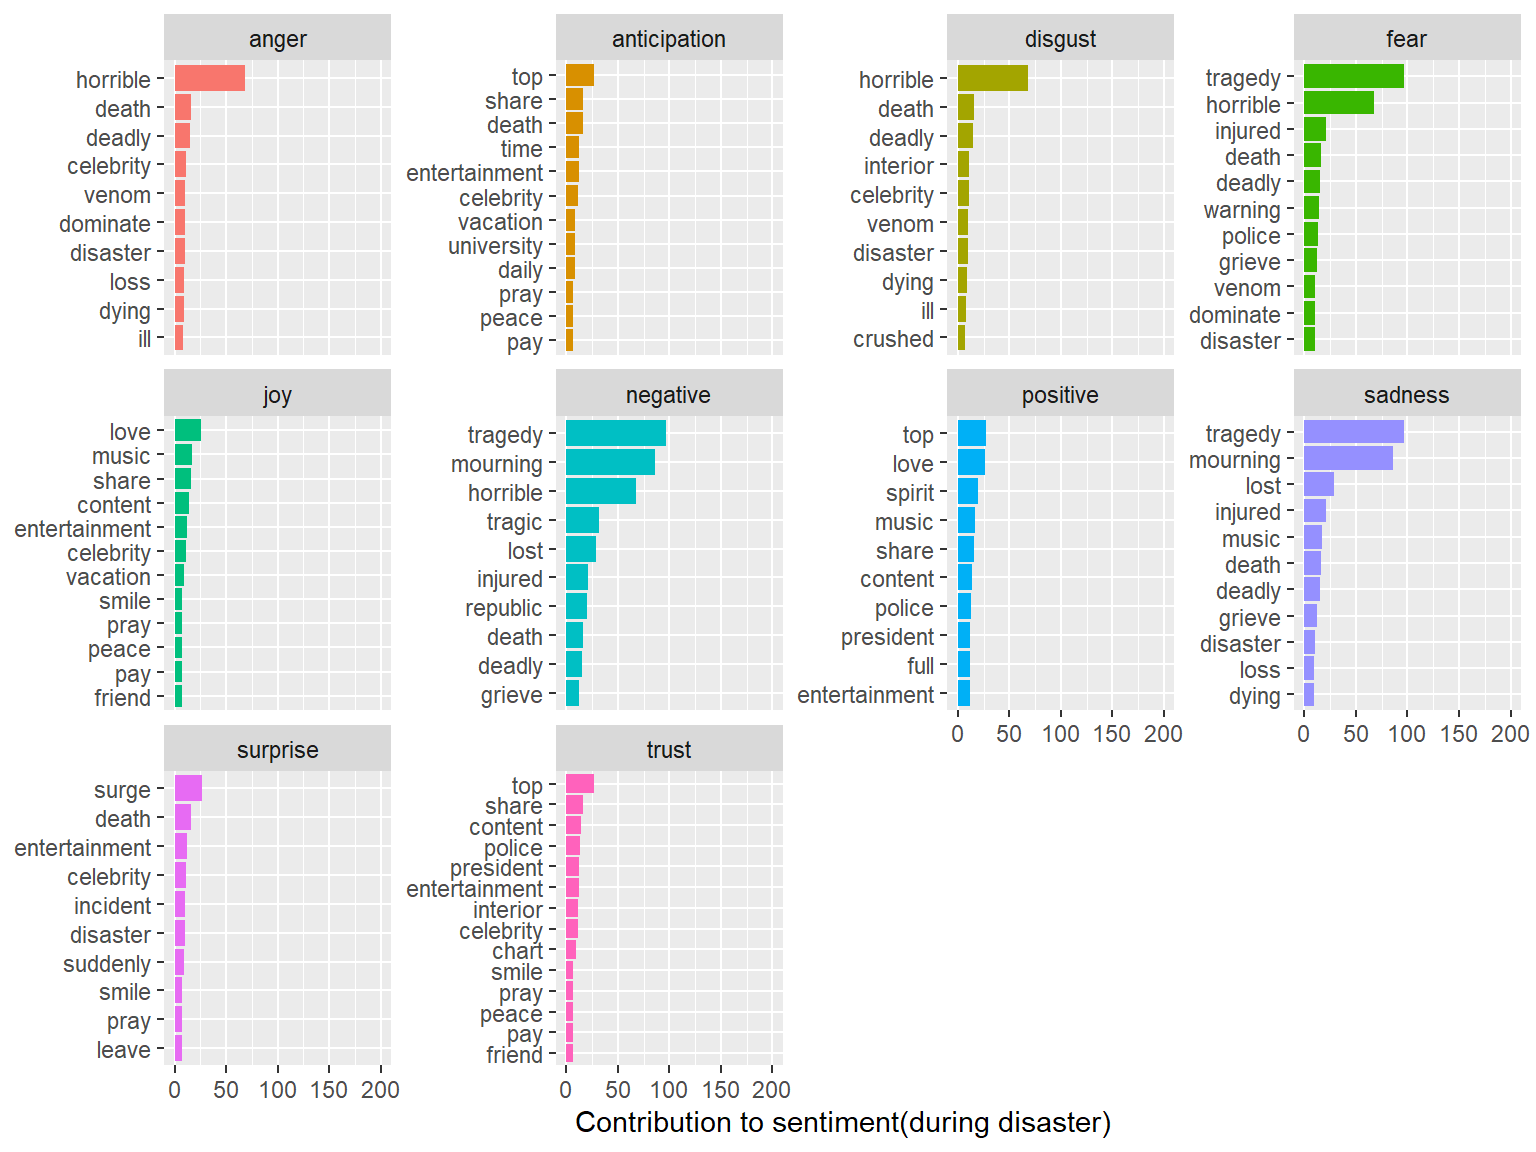 anger
horrible
death
deadly
celebrity
venom
dominate
disaster
loss
dying
ill
anticipation
top
share
death
time
entertainment
celebrity
vacation
university
daily
pray
peace
pay
disgust
horrible
death
deadly
interior
celebrity
venom
disaster
dying
ill
crushed
fear
tragedy
horrible
injured
death
deadly
warning
police
grieve
venom
dominate
disaster
joy
love
music
share
content
entertainment
celebrity
vacation
smile
pray
peace
pay
friend
negative
tragedy
mourning
horrible
tragic
lost
injured
republic
death
deadly
grieve
positive
top
love
spirit
music
share
content
police
president
full
entertainment
0 50 100 150 200
sadness
tragedy
mourning
lost
injured
music
death
deadly
grieve
disaster
loss
dying
0 50 100 150 200
surprise
surge
death
entertainment
celebrity
incident
disaster
suddenly
smile
pray
leave
0 50 100 150 200
trust
top
share
content
police
president
entertainment
interior
celebrity
chart
smile
pray
peace
pay
friend
0 50 100 150 200
Contribution to sentiment(during disaster)